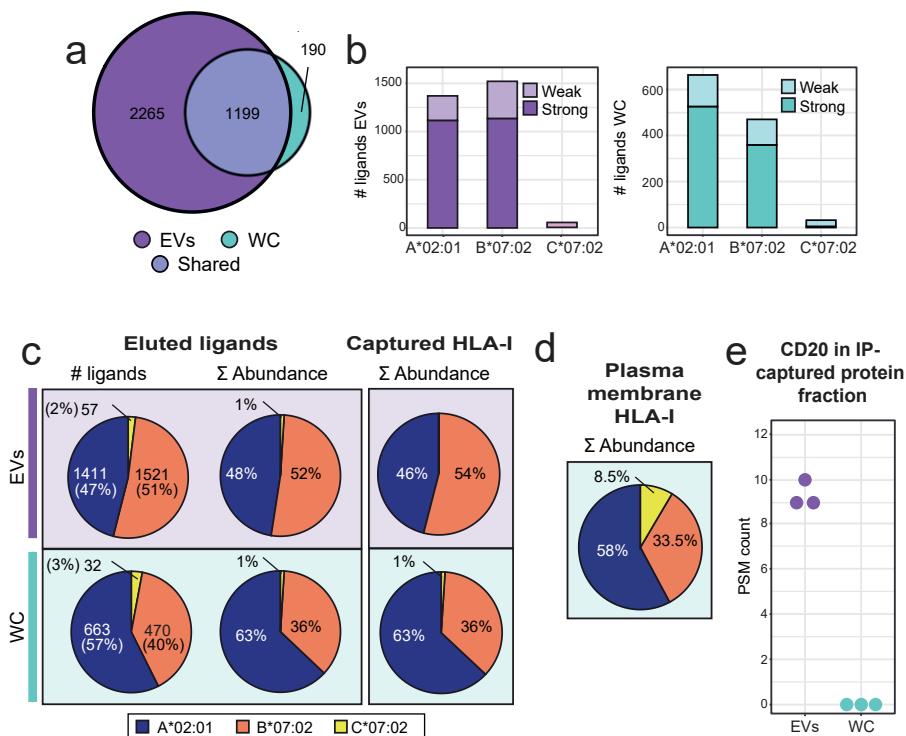 a
190
2265
1199
EVs
WC
Shared
b
# ligands EVs
1500
1000
500
0
Weak
Strong
A*02:01
B*07:02
C*07:02
# ligands WC
600
400
200
0
Weak
Strong
A*02:01
B*07:02
C*07:02
c
Eluted ligands
Captured HLA-I
# ligands
Σ Abundance
Σ Abundance
EVs
(2%) 57
1411
(47%)
1521
(51%)
1%
48%
52%
46%
54%
WC
(3%) 32
663
(57%)
470
(40%)
1%
63%
36%
1%
63%
36%
A*02:01
B*07:02
C*07:02
d
Plasma
membrane
HLA-I
Σ Abundance
8.5%
58%
33.5%
e
CD20 in IP-
captured protein
fraction
PSM count
12
10
8
6
4
2
0
EVs
WC